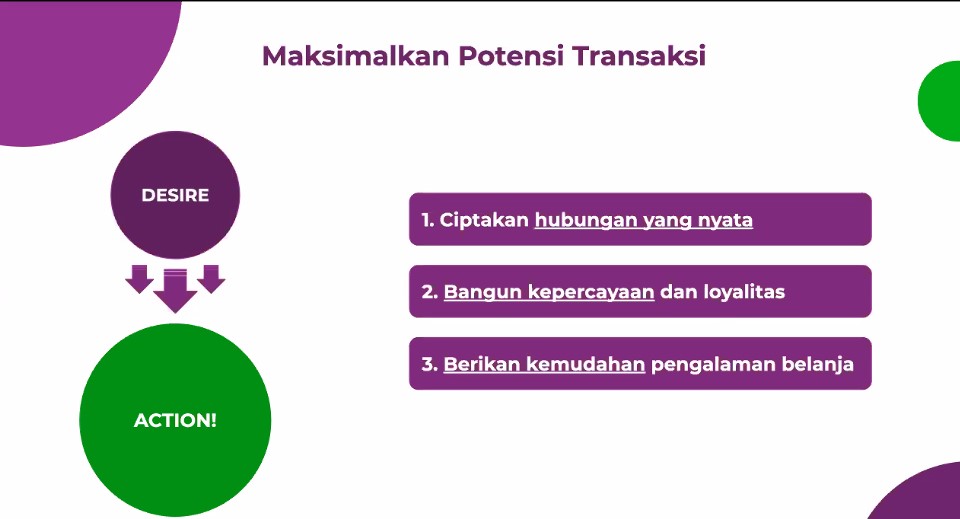 Maksimalkan Potensi Transaksi
DESIRE
ACTION!
1. Ciptakan hubungan yang nyata
2. Bangun kepercayaan dan loyalitas
3. Berikan kemudahan pengalaman belanja